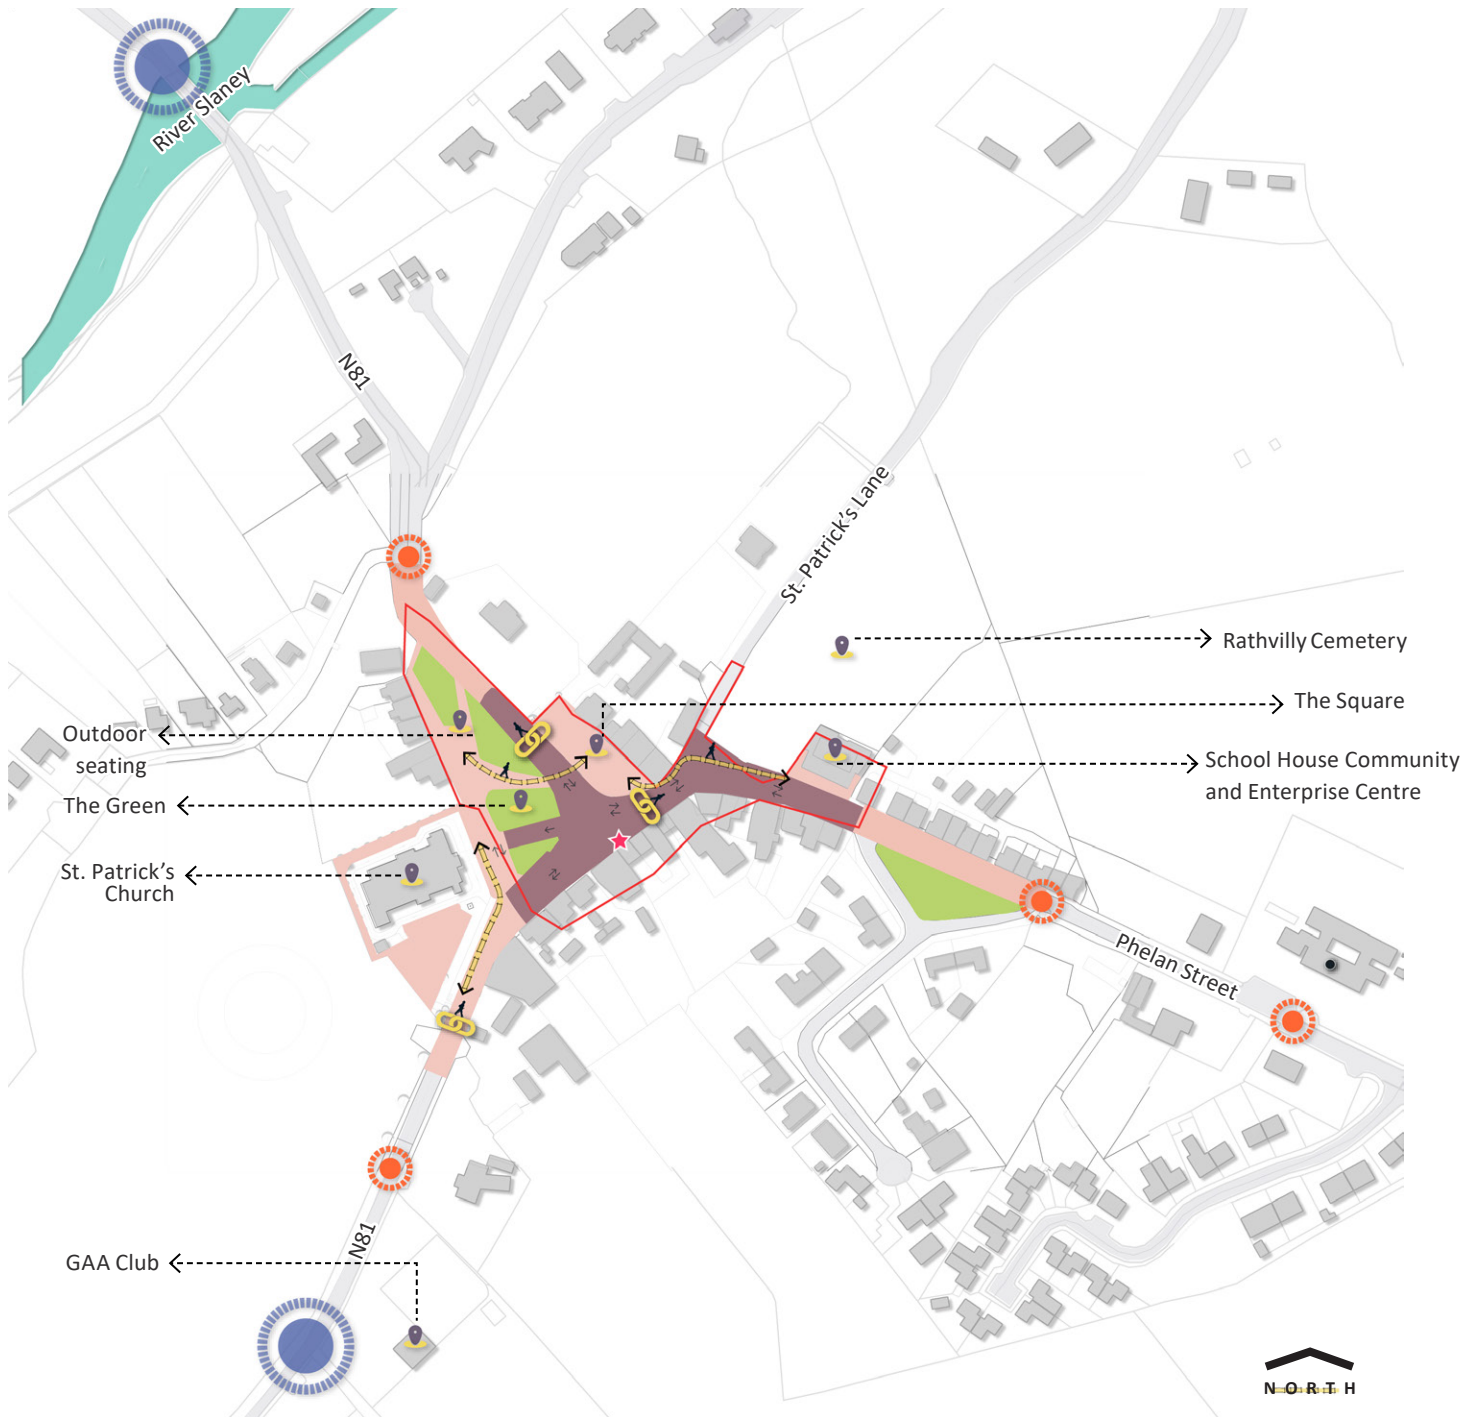 River Slaney
N81
St. Patrick's Lane
Rathvilly Cemetery
The Square
Outdoor
seating
School House Community
and Enterprise Centre
The Green
St. Patrick's
Church
Phelan Street
N81
GAA Club
NORTH